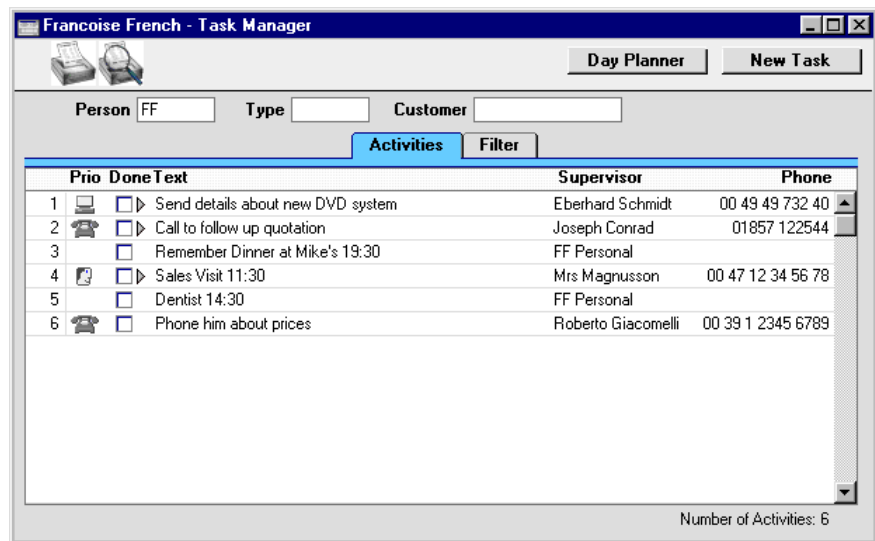 Francoise French - Task Manager
Day Planner New Task
Person FF Type Customer
Activities Filter
Prio Done Text Supervisor Phone
1 Send details about new DVD system Eberhard Schmidt 00 49 49 732 40
2 Call to follow up quotation Joseph Conrad 01857 122544
3 Remember Dinner at Mike's 19:30 FF Personal
4 Sales Visit 11:30 Mrs Magnusson 00 47 12 34 56 78
5 Dentist 14:30 FF Personal
6 Phone him about prices Roberto Giacomelli 00 39 1 2345 6789
Number of Activities: 6